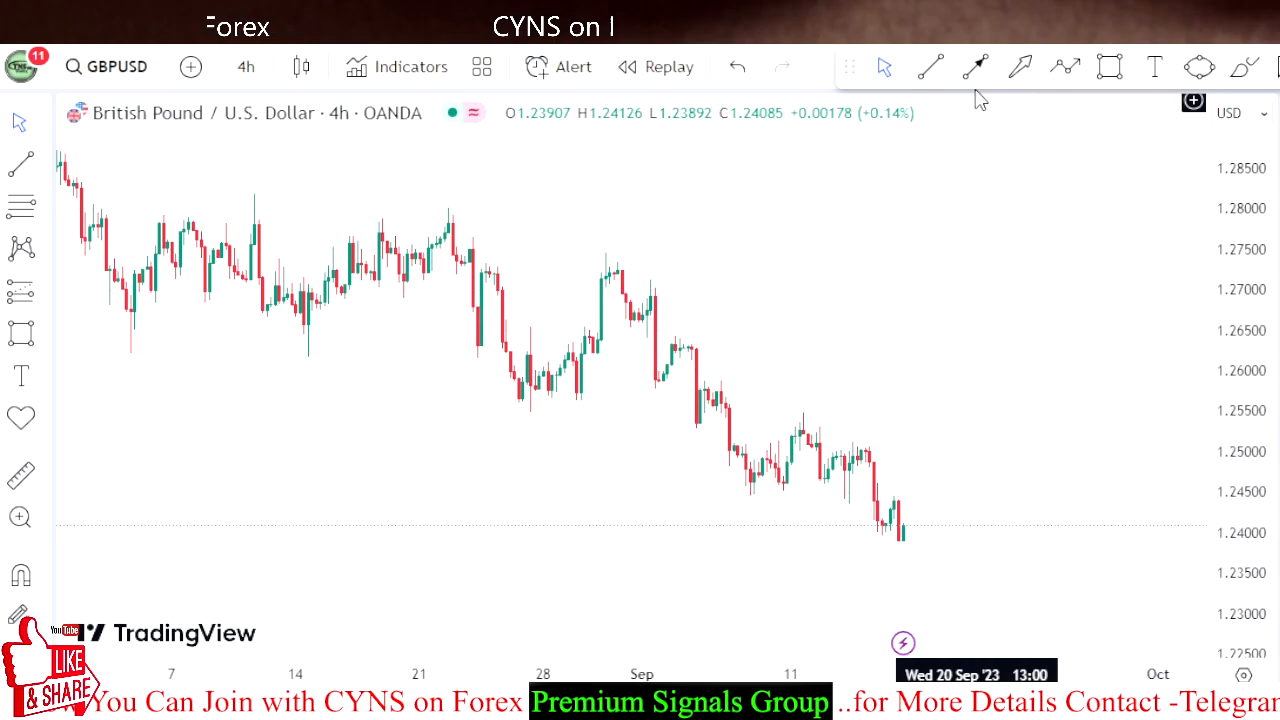 Forex CYNS on
11 GBPUSD 4h Indicators Alert Replay
British Pound / U.S. Dollar · 4h · OANDA O1.23907 H1.24126 L1.23892 C1.24085 +0.00178 (+0.14%) USD
1.28500
1.28000
1.27500
1.27000
1.26500
1.26000
1.25500
1.25000
1.24500
1.24000
1.23500
1.23000
1.22500
TradingView
7 14 21 28 Sep 11 Wed 20 Sep '23 13:00 Oct
YouTube
LIKE
& SHARE
You Can Join with CYNS on Forex Premium Signals Group ..for More Details Contact -Telegram